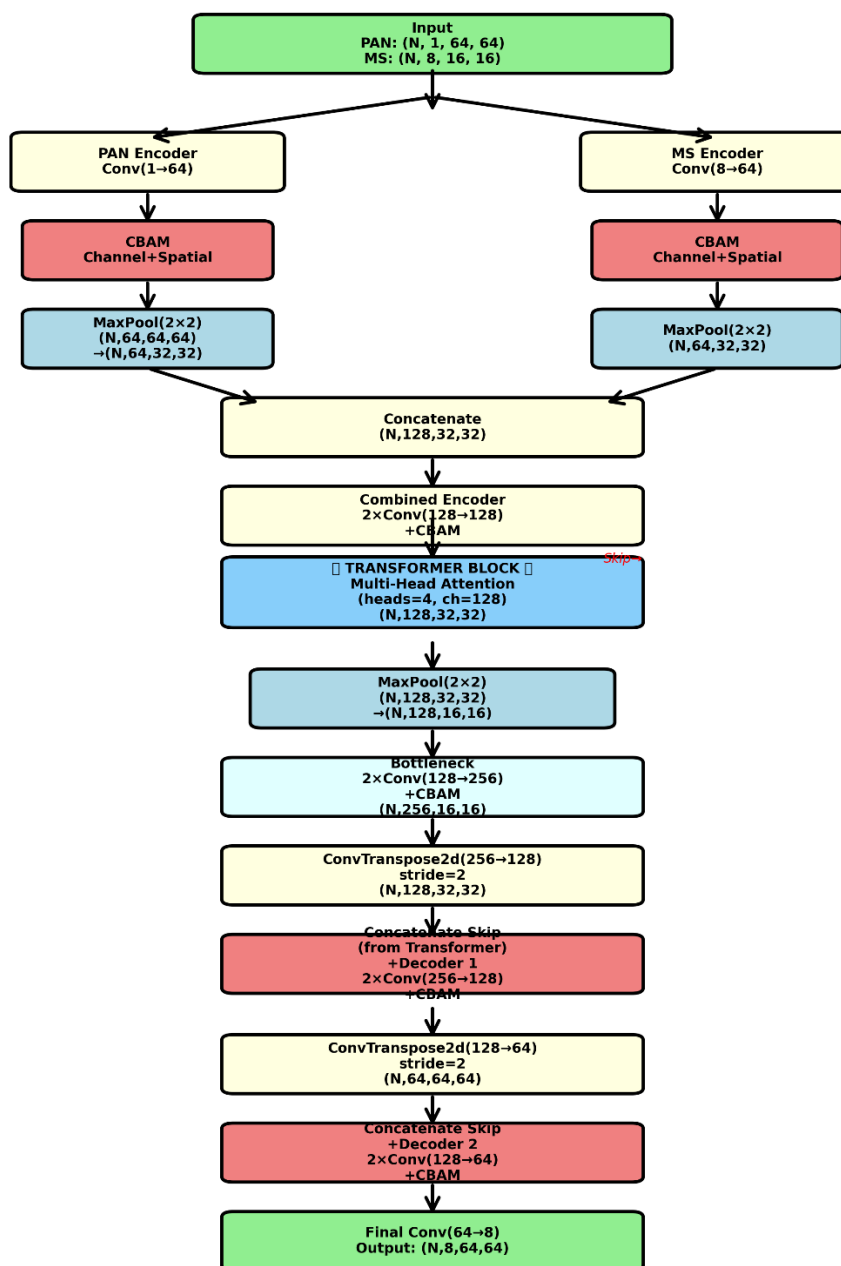 Input
PAN: (N, 1, 64, 64)
MS: (N, 8, 16, 16)
PAN Encoder
Conv(1→64)
MS Encoder
Conv(8→64)
CBAM
Channel+Spatial
CBAM
Channel+Spatial
MaxPool(2×2)
(N,64,64,64)
→(N,64,32,32)
MaxPool(2×2)
(N,64,32,32)
Concatenate
(N,128,32,32)
Combined Encoder
2×Conv(128→128)
+CBAM
Skip→
▯ TRANSFORMER BLOCK ▯
Multi-Head Attention
(heads=4, ch=128)
(N,128,32,32)
MaxPool(2×2)
(N,128,32,32)
→(N,128,16,16)
Bottleneck
2×Conv(128→256)
+CBAM
(N,256,16,16)
ConvTranspose2d(256→128)
stride=2
(N,128,32,32)
Concatenate Skip
(from Transformer)
+Decoder 1
2×Conv(256→128)
+CBAM
ConvTranspose2d(128→64)
stride=2
(N,64,64,64)
Concatenate Skip
+Decoder 2
2×Conv(128→64)
+CBAM
Final Conv(64→8)
Output: (N,8,64,64)